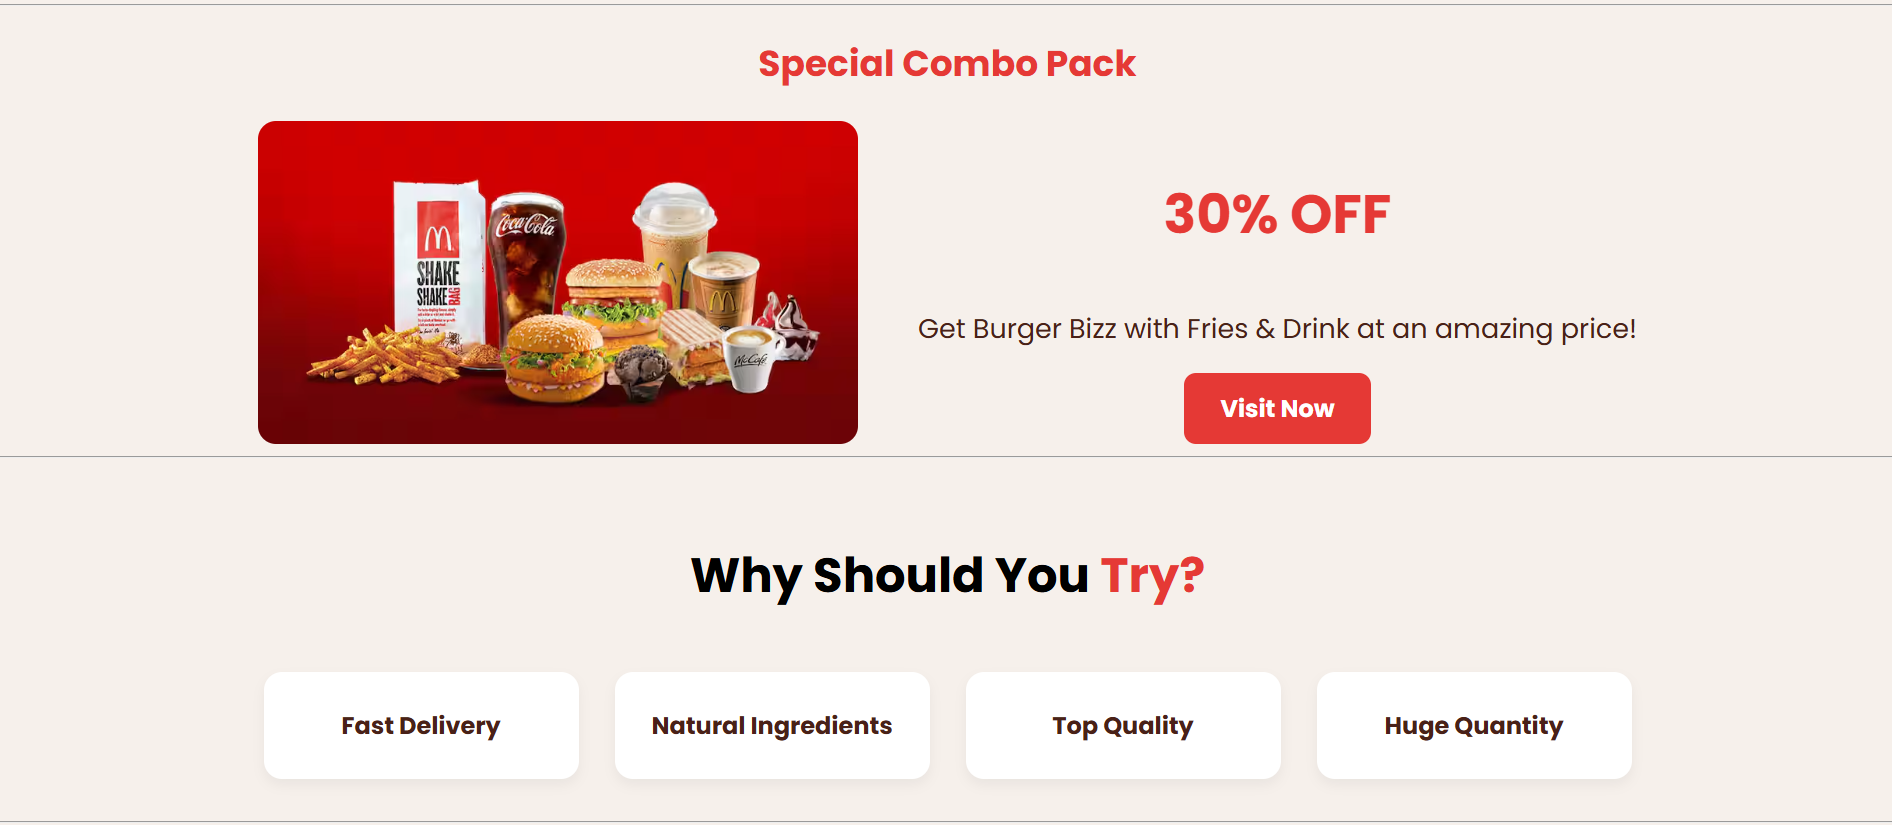 Special Combo Pack
Coca-Cola
M
SHAKE
SHAKE BAG
McCafé
30% OFF
Get Burger Bizz with Fries & Drink at an amazing price!
Visit Now
Why Should You Try?
Fast Delivery
Natural Ingredients
Top Quality
Huge Quantity